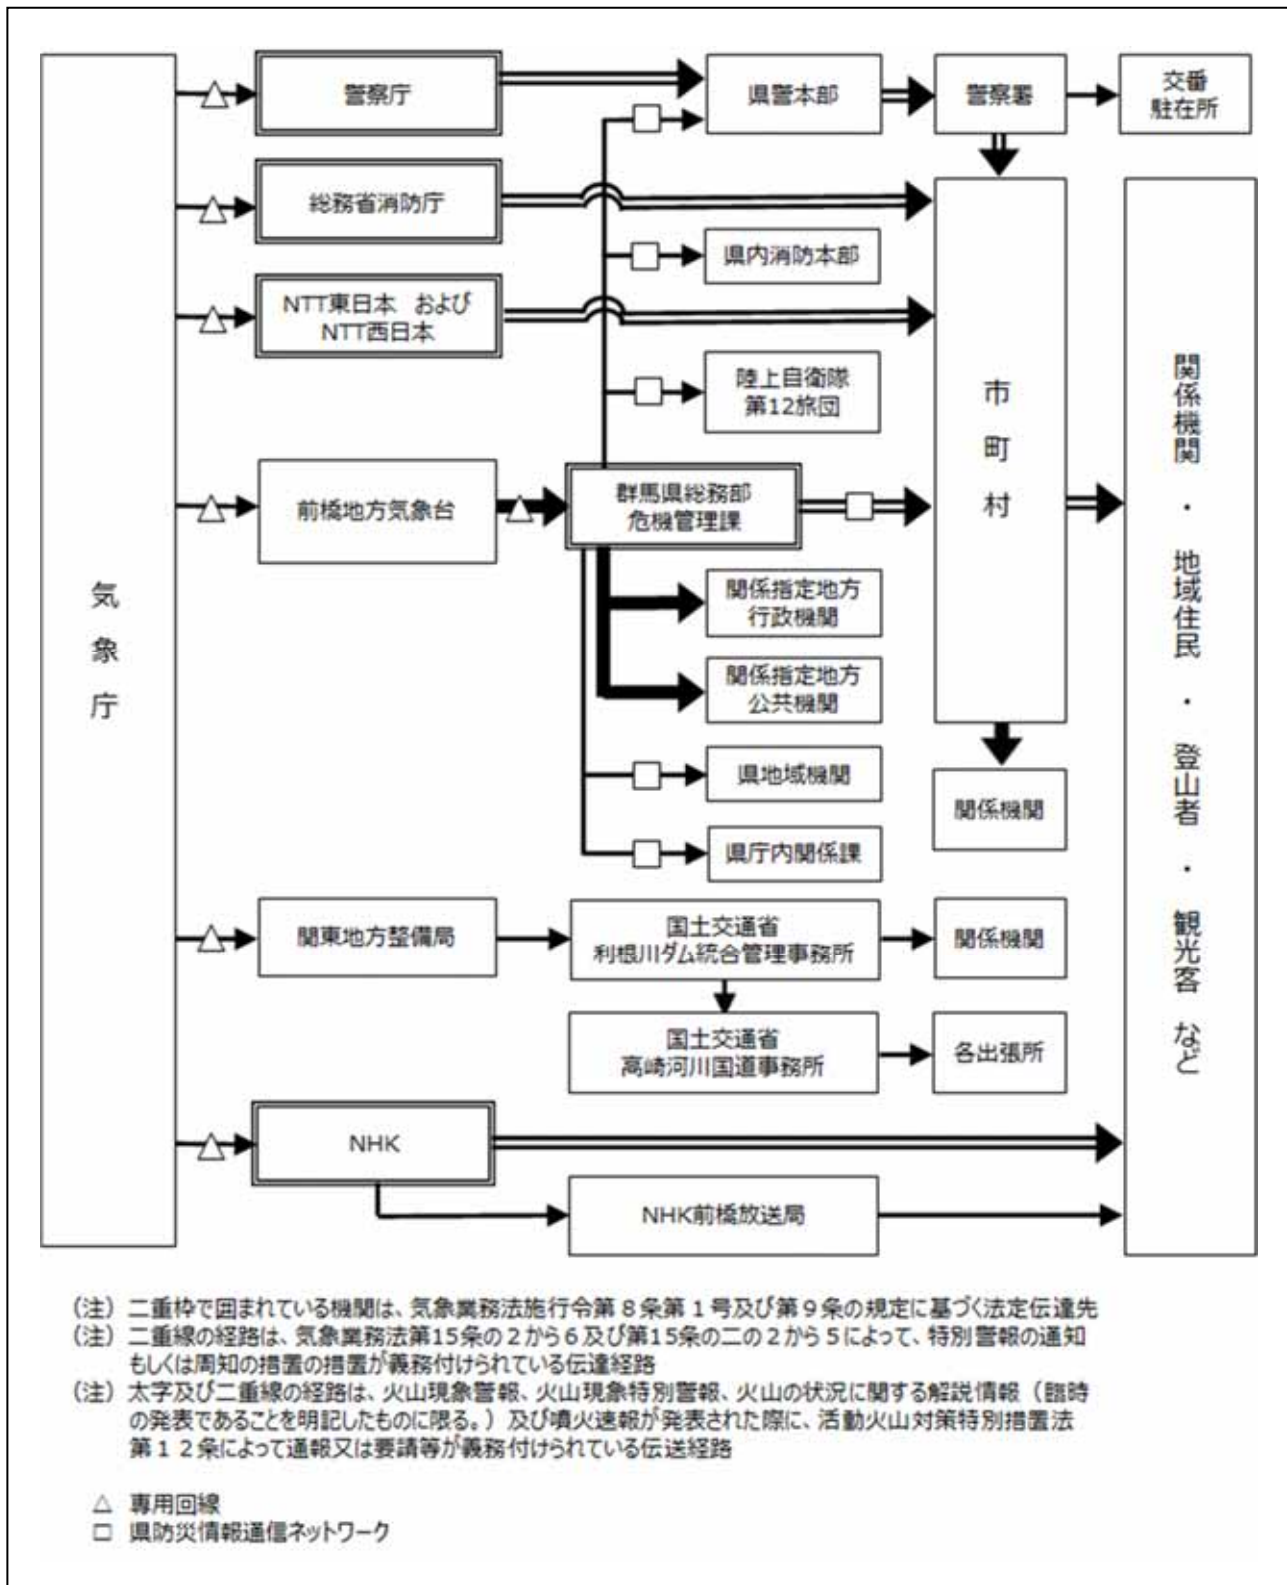 気象庁
警察庁
県警本部
警察署
交番
駐在所
総務省消防庁
県内消防本部
NTT東日本　および
NTT西日本
陸上自衛隊
第12旅団
市町村
関係機関　・　地域住民　・　登山者　・　観光客　など
前橋地方気象台
群馬県総務部
危機管理課
関係指定地方
行政機関
関係指定地方
公共機関
県地域機関
関係機関
県庁内関係課
関東地方整備局
国土交通省
利根川ダム統合管理事務所
関係機関
国土交通省
高崎河川国道事務所
各出張所
NHK
NHK前橋放送局
（注）二重枠で囲まれている機関は、気象業務法施行令第８条第１号及び第９条の規定に基づく法定伝達先
（注）二重線の経路は、気象業務法第15条の２から６及び第15条の二の２から５によって、特別警報の通知
もしくは周知の措置の措置が義務付けられている伝達経路
（注）太字及び二重線の経路は、火山現象警報、火山現象特別警報、火山の状況に関する解説情報（臨時
の発表であることを明記したものに限る。）及び噴火速報が発表された際に、活動火山対策特別措置法
第１２条によって通報又は要請等が義務付けられている伝送経路
△　専用回線
□　県防災情報通信ネットワーク